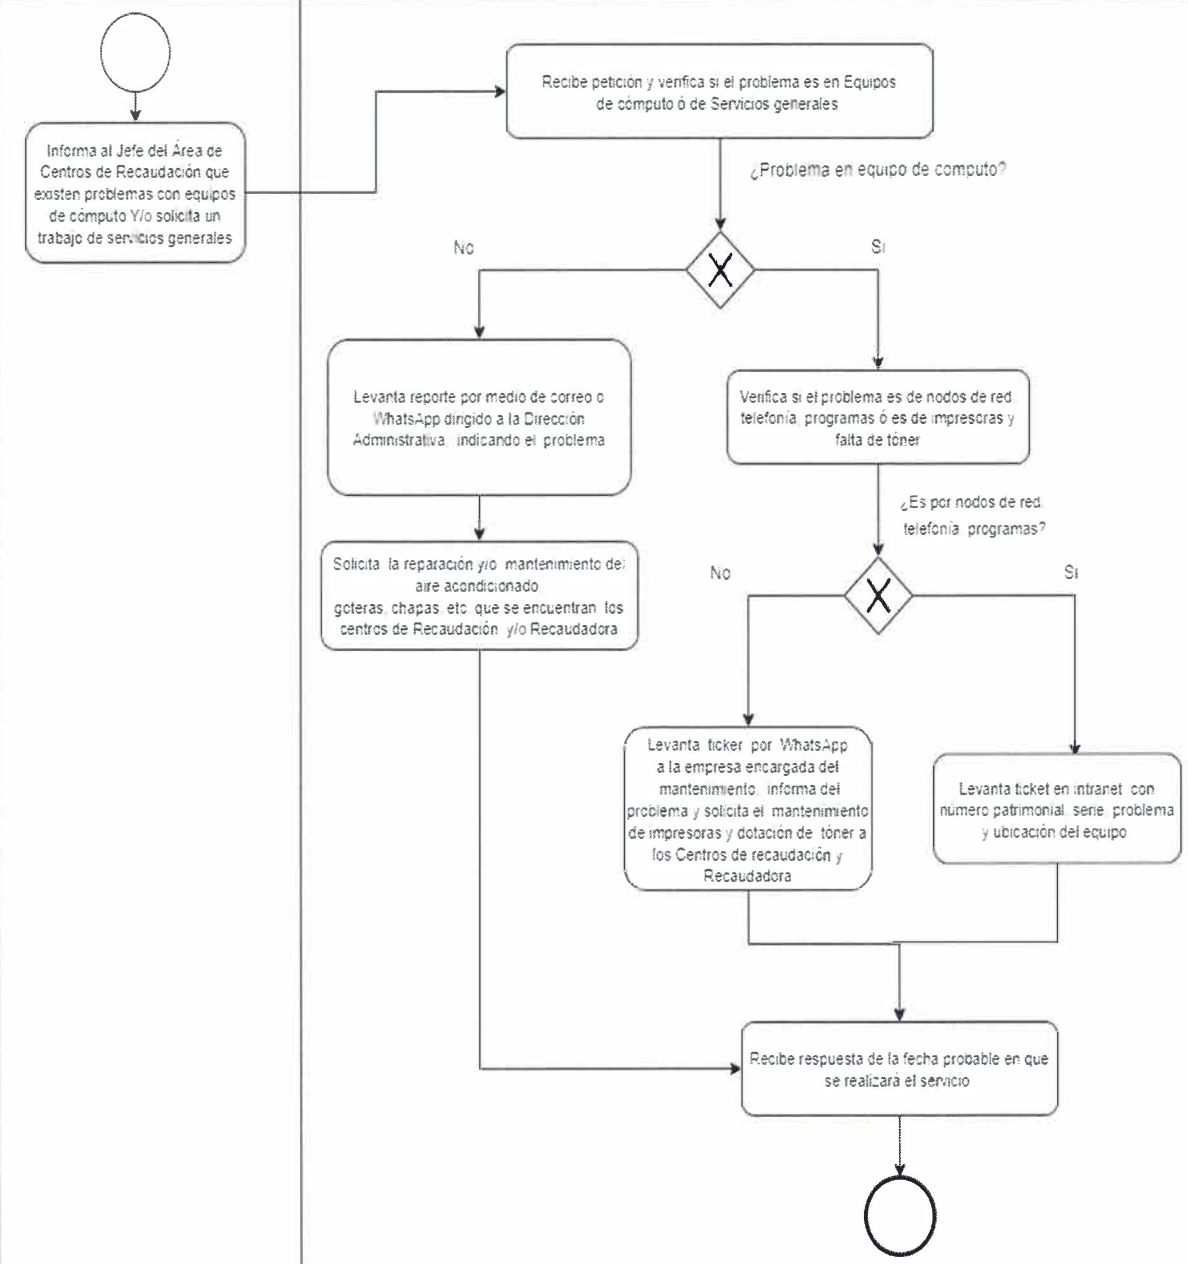 Informa al Jefe del Área de
Centros de Recaudación que
existen problemas con equipos
de cómputo Y/o solicita un
trabajo de servicios generales
Recibe petición y verifica si el problema es en Equipos
de cómputo ó de Servicios generales
¿Problema en equipo de computo?
No
Si
Levanta reporte por medio de correo o
WhatsApp dirigido a la Dirección
Administrativa indicando el problema
Verifica si el problema es de nodos de red
telefonía, programas ó es de impresoras y
falta de tóner
¿Es por nodos de red
telefonía programas?
Solicita la reparación y/o mantenimiento de
aire acondicionado
goteras, chapas etc que se encuentran los
centros de Recaudación y/o Recaudadora
No
Si
Levanta ticker por WhatsApp
a la empresa encargada del
mantenimiento, informa del
problema y solicita el mantenimiento
de impresoras y dotación de tóner a
los Centros de recaudación y
Recaudadora
Levanta ticket en intranet con
número patrimonial, serie, problema
y ubicación del equipo
Recibe respuesta de la fecha probable en que
se realizará el servicio